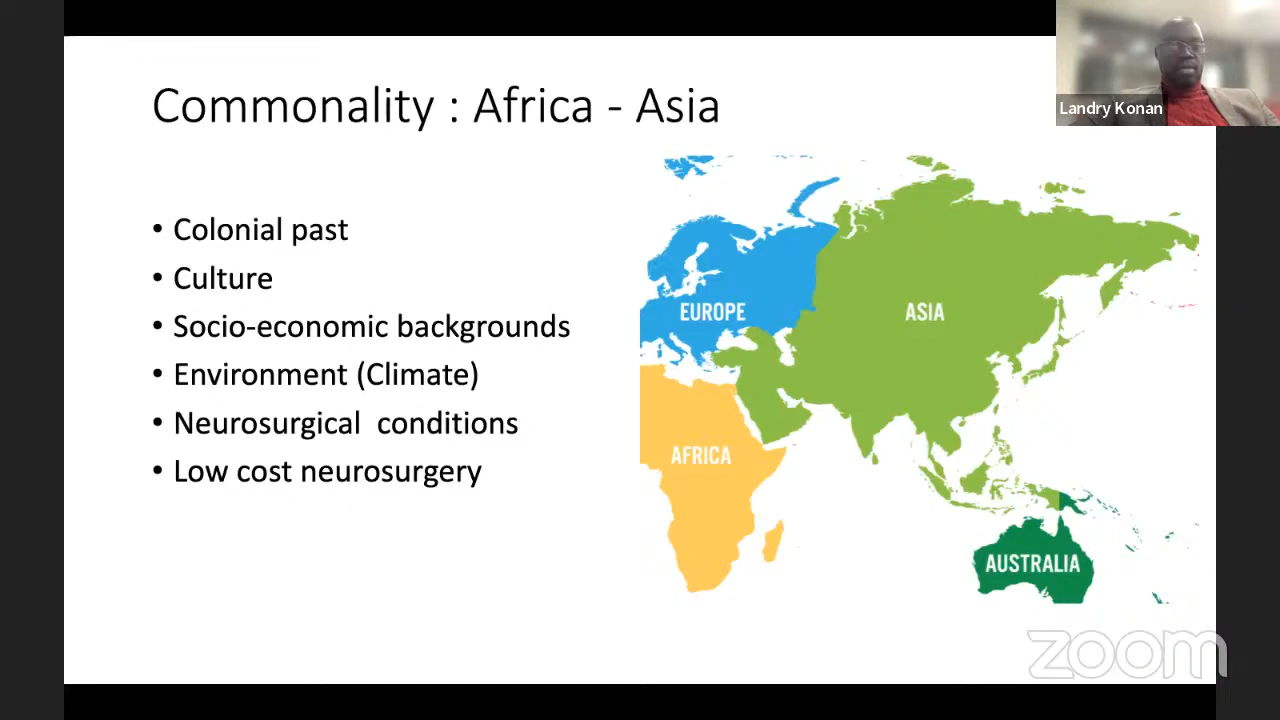 Commonality : Africa - Asia
Landry Konan
• Colonial past
• Culture
• Socio-economic backgrounds
• Environment (Climate)
• Neurosurgical  conditions
• Low cost neurosurgery
EUROPE
ASIA
AFRICA
AUSTRALIA
zoom